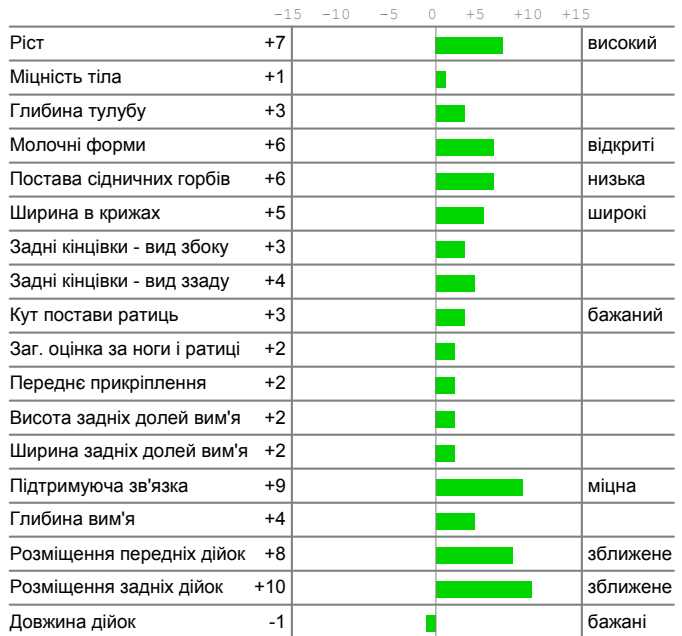 -15 -10 -5 0 +5 +10 +15
Ріст +7 високий
Міцність тіла +1
Глибина тулубу +3
Молочні форми +6 відкриті
Постава сідничних горбів +6 низька
Ширина в крижах +5 широкі
Задні кінцівки - вид збоку +3
Задні кінцівки - вид ззаду +4
Кут постави ратиць +3 бажаний
Заг. оцінка за ноги і ратиці +2
Переднє прикріплення +2
Висота задніх долей вим'я +2
Ширина задніх долей вим'я +2
Підтримуюча зв'язка +9 міцна
Глибина вим'я +4
Розміщення передніх дійок +8 зближене
Розміщення задніх дійок +10 зближене
Довжина дійок -1 бажані